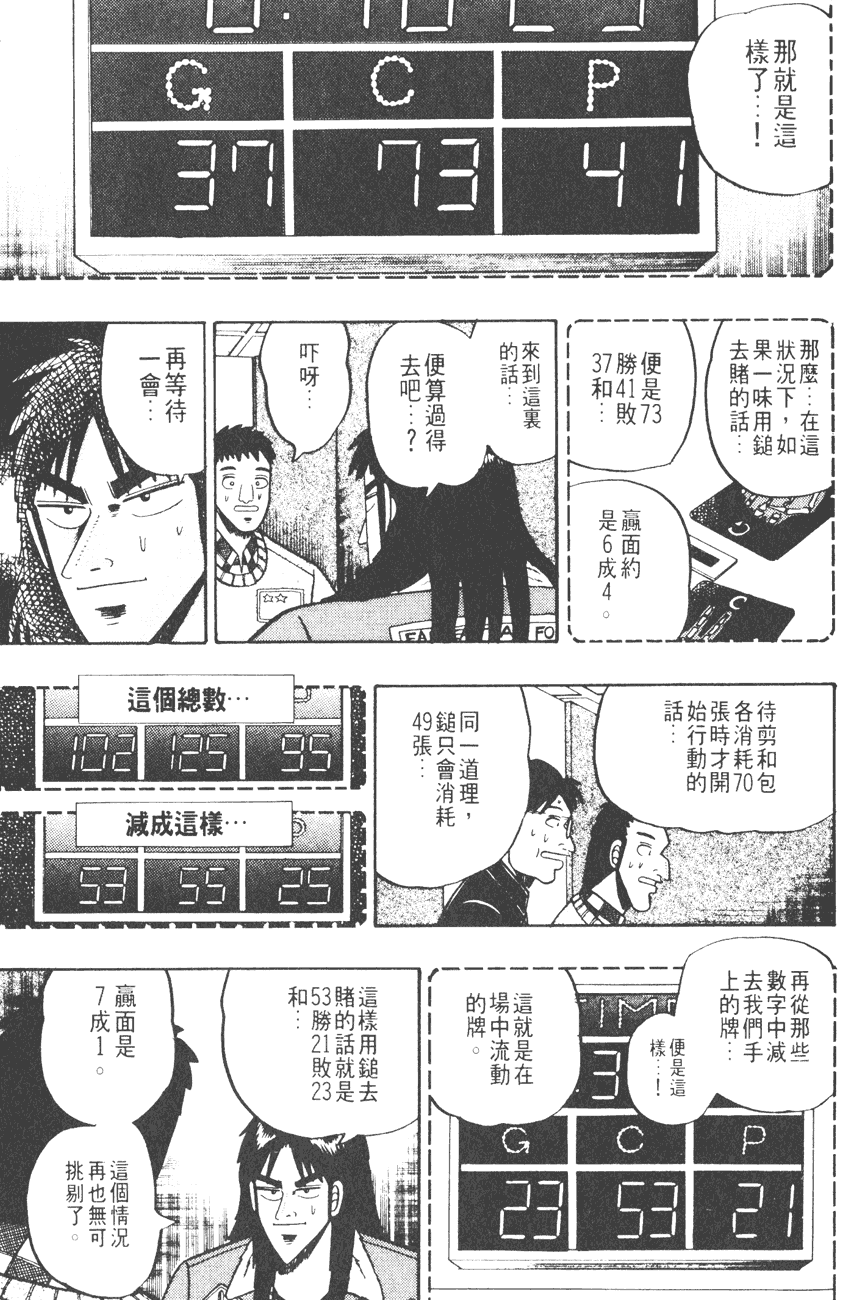 那就是這
樣了…!
G C P
37 73 41
那麼…在這
狀況下，如
果一味用鎚
去賭的話…
便是73
勝41敗
37和…
贏面約
是6成4。
來到這裏
的話…
便算過得
去吧…?
吓呀…
FO
再等待
一會…
待剪和包
各消耗70
張時才開
始行動的
話…
同一道理，
鎚只會消耗
49張…
這個總數…
102 125 95
減成這樣…
53 55 25
再從那些
數字中減
去我們手
上的牌…
便是這
樣…!
這就是在
場中流動
的牌。
TIME
G C P
23 53 21
這樣用鎚去
賭的話就是
53勝21敗23
和…
贏面是
7成1。
這個情況
再也無可
挑剔了。